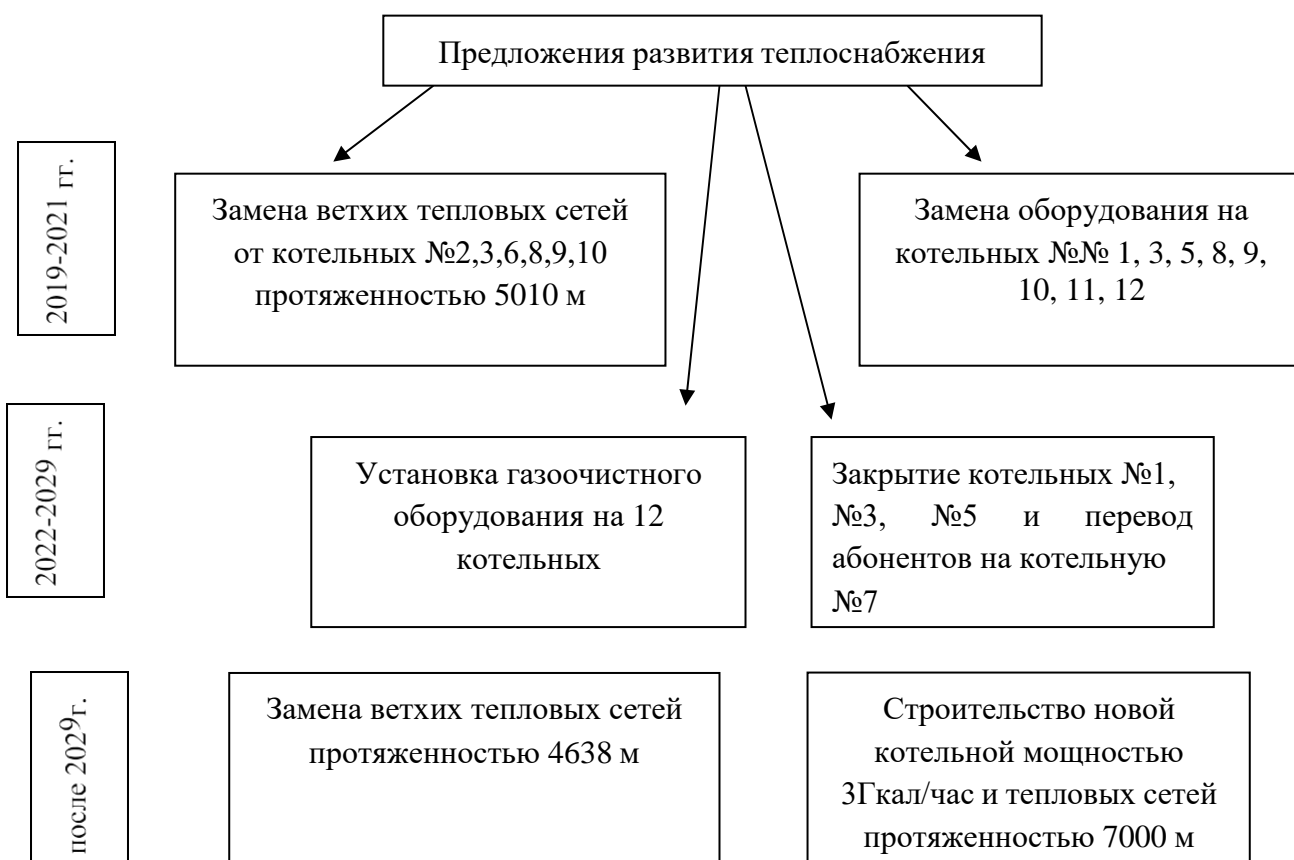 Предложения развития теплоснабжения
2019-2021 гг.
Замена ветхих тепловых сетей
от котельных №2,3,6,8,9,10
протяженностью 5010 м
Замена оборудования на
котельных №№ 1, 3, 5, 8, 9,
10, 11, 12
2022-2029 гг.
Установка газоочистного
оборудования на 12
котельных
Закрытие котельных №1,
№3, №5 и перевод
абонентов на котельную
№7
после 2029г.
Замена ветхих тепловых сетей
протяженностью 4638 м
Строительство новой
котельной мощностью
3Гкал/час и тепловых сетей
протяженностью 7000 м